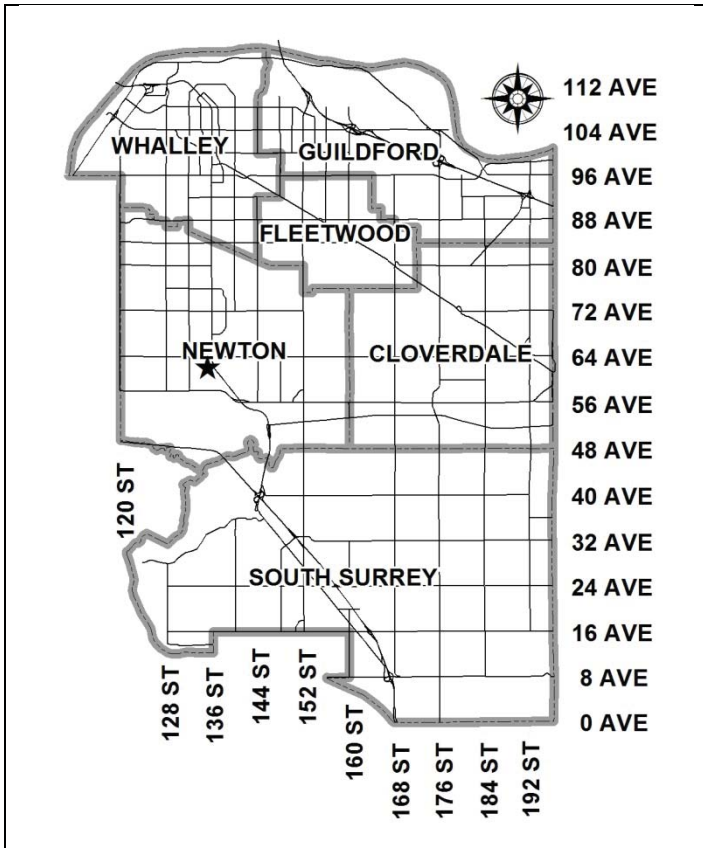 112 AVE
104 AVE
WHALLEY
GUILDFORD
96 AVE
88 AVE
FLEETWOOD
80 AVE
72 AVE
NEWTON
CLOVERDALE
64 AVE
56 AVE
48 AVE
120 ST
40 AVE
32 AVE
SOUTH SURREY
24 AVE
16 AVE
128 ST
136 ST
144 ST
152 ST
160 ST
8 AVE
0 AVE
168 ST
176 ST
184 ST
192 ST